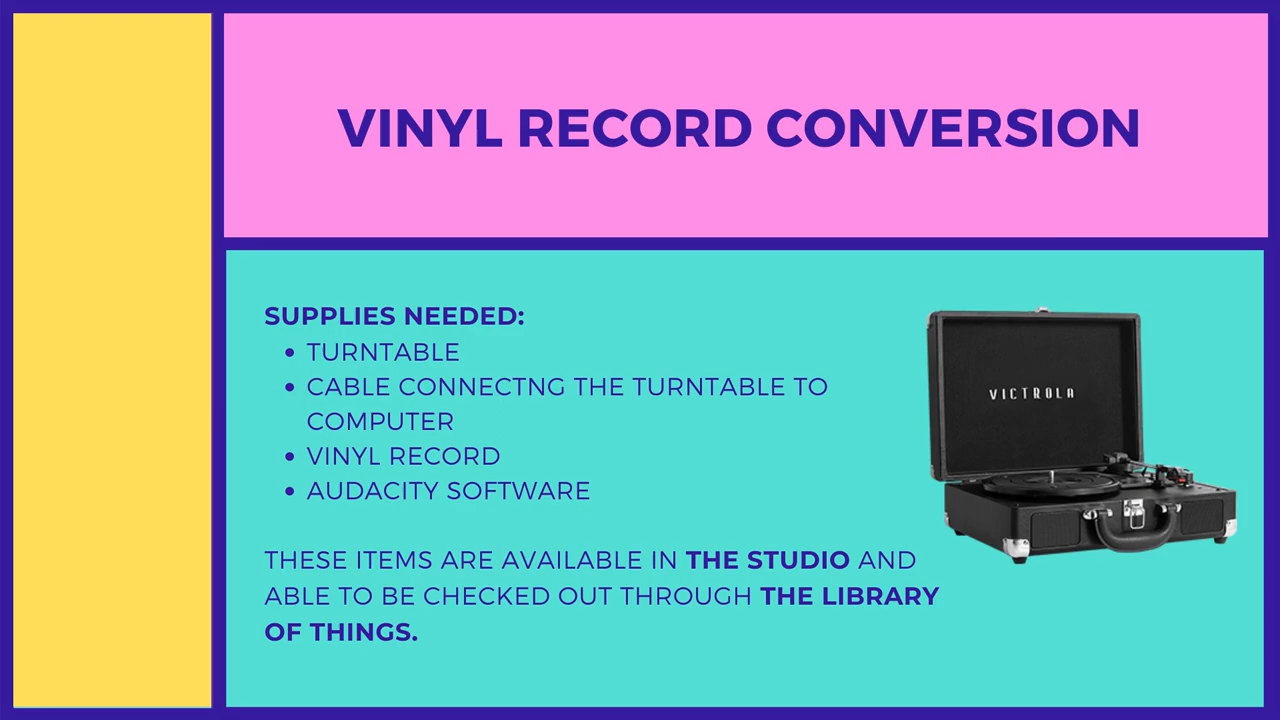 VINYL RECORD CONVERSION
SUPPLIES NEEDED:
• TURNTABLE
• CABLE CONNECTNG THE TURNTABLE TO
COMPUTER
• VINYL RECORD
• AUDACITY SOFTWARE
THESE ITEMS ARE AVAILABLE IN THE STUDIO AND
ABLE TO BE CHECKED OUT THROUGH THE LIBRARY
OF THINGS.
VICTROLA